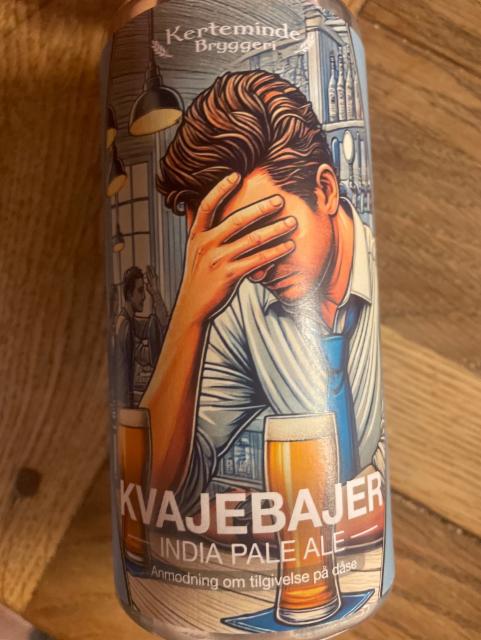 Kerteminde
Bryggeri
KVAJEBAJER
INDIA PALE ALE
Anmodning om tilgivelse på dåse